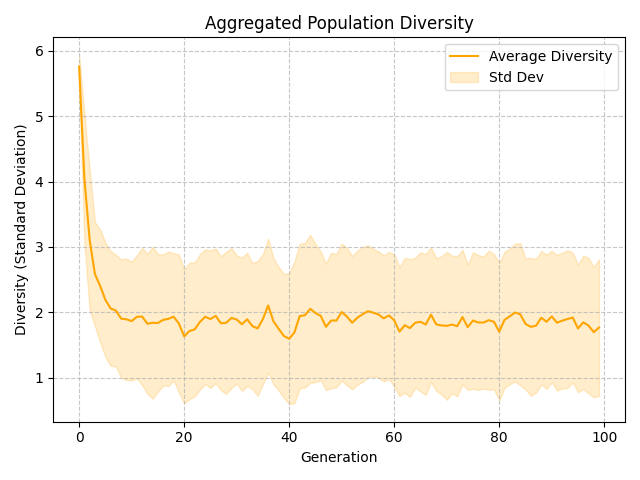 Aggregated Population Diversity
Average Diversity
Std Dev
Diversity (Standard Deviation)
6
5
4
3
2
1
0 20 40 60 80 100
Generation